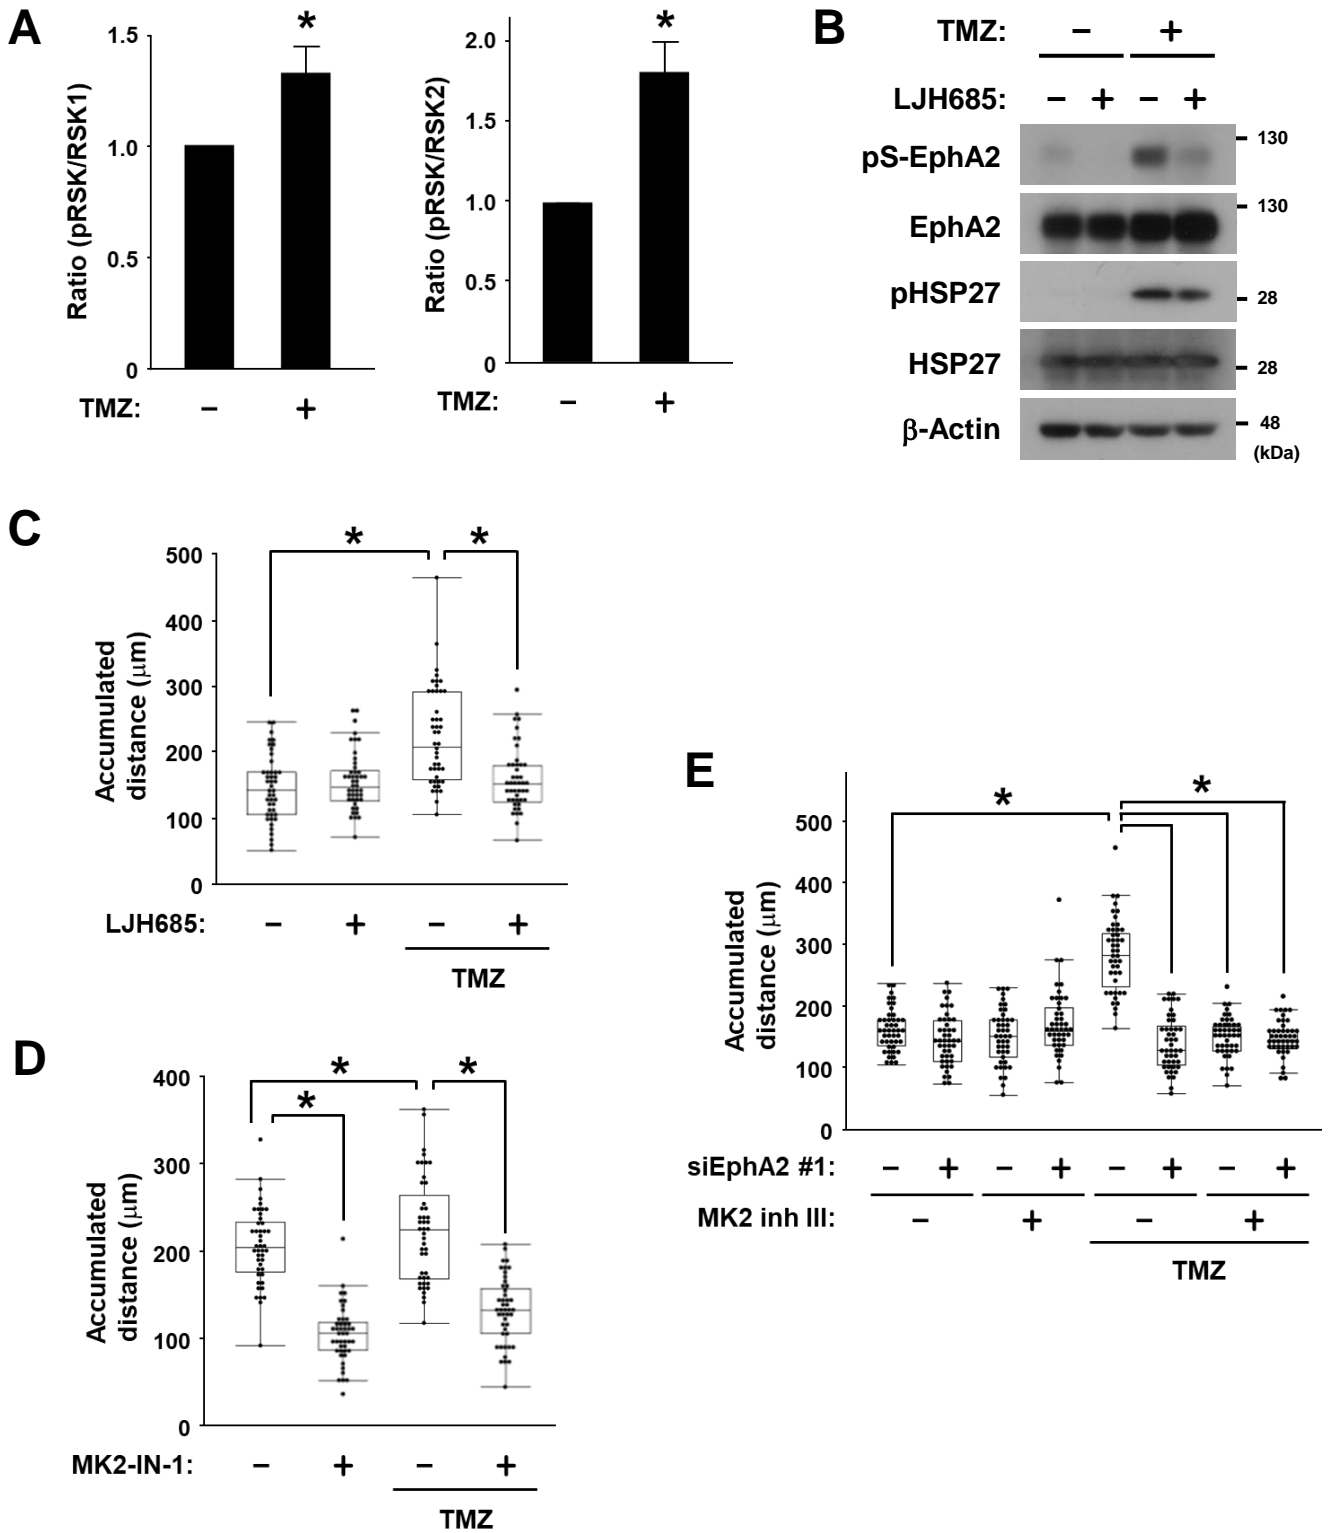 A
1.5
1.0
0.5
0
Ratio (pRSK/RSK1)
*
TMZ: − +
2.0
1.5
1.0
0.5
0
Ratio (pRSK/RSK2)
*
TMZ: − +
B
TMZ: − +
LJH685: − + − +
pS-EphA2 130
EphA2 130
pHSP27 28
HSP27 28
β-Actin 48
(kDa)
C
500
400
300
200
100
0
Accumulated
distance (μm)
* *
LJH685: − + − +
TMZ
D
400
300
200
100
0
Accumulated
distance (μm)
* *
*
MK2-IN-1: − + − +
TMZ
E
500
400
300
200
100
0
Accumulated
distance (μm)
* *
siEphA2 #1: − + − + − + − +
MK2 inh III: − + − +
TMZ